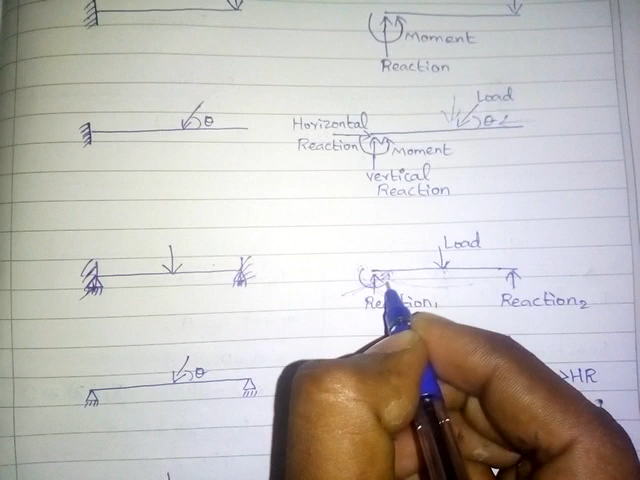 Moment
Reaction
θ
Horizontal
Reaction
Load
θ
Moment
vertical
Reaction
Load
Reaction₁
Reaction₂
θ
>HR